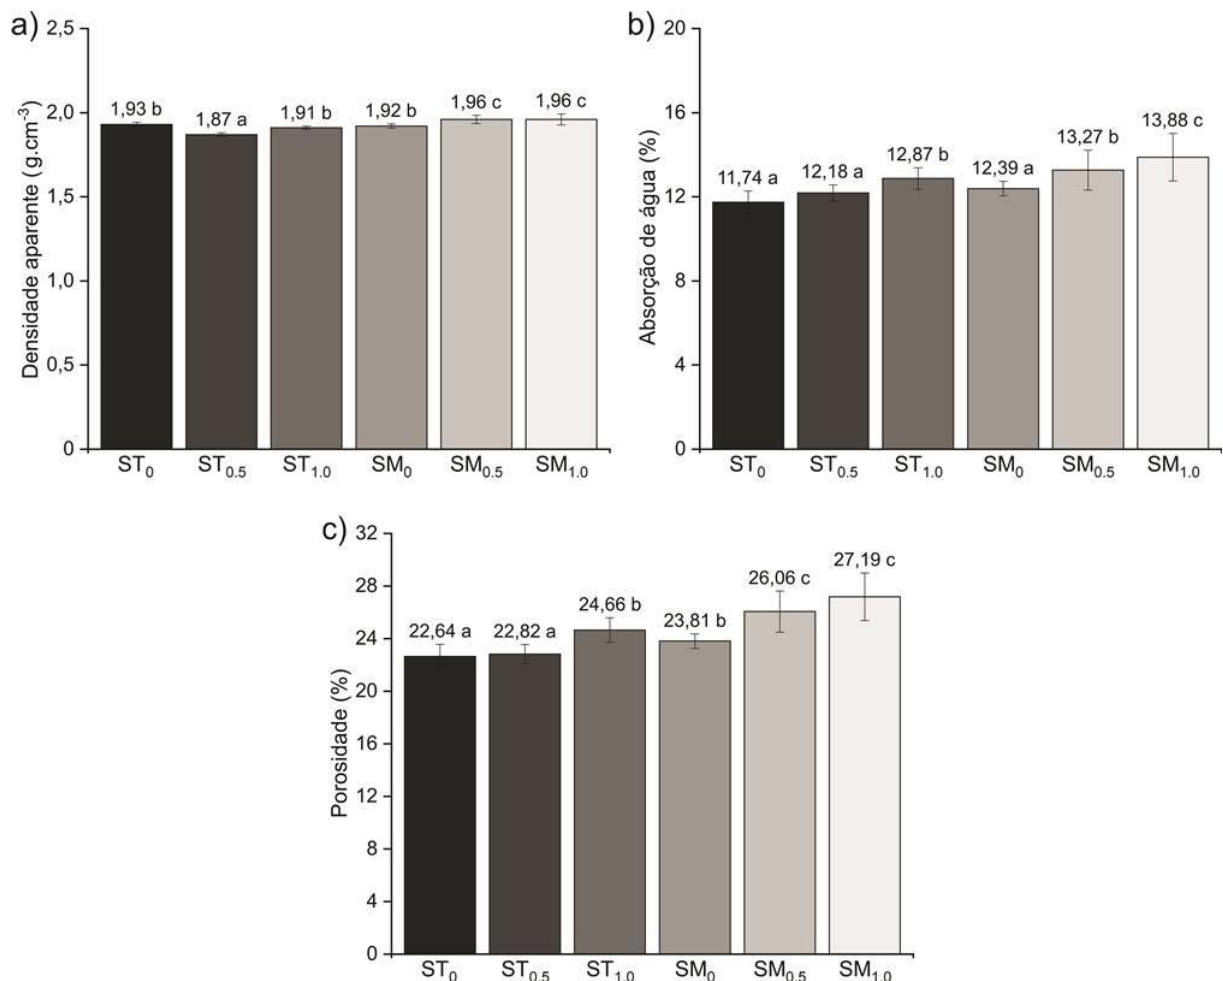 a)
Densidade aparente (g.cm⁻³)
2,5
2,0
1,5
1,0
0,5
0
1,93 b
1,87 a
1,91 b
1,92 b
1,96 c
1,96 c
ST₀ ST₀.₅ ST₁.₀ SM₀ SM₀.₅ SM₁.₀
b)
Absorção de água (%)
20
16
12
8
4
0
11,74 a
12,18 a
12,87 b
12,39 a
13,27 b
13,88 c
ST₀ ST₀.₅ ST₁.₀ SM₀ SM₀.₅ SM₁.₀
c)
Porosidade (%)
32
28
24
20
16
12
8
4
0
22,64 a
22,82 a
24,66 b
23,81 b
26,06 c
27,19 c
ST₀ ST₀.₅ ST₁.₀ SM₀ SM₀.₅ SM₁.₀